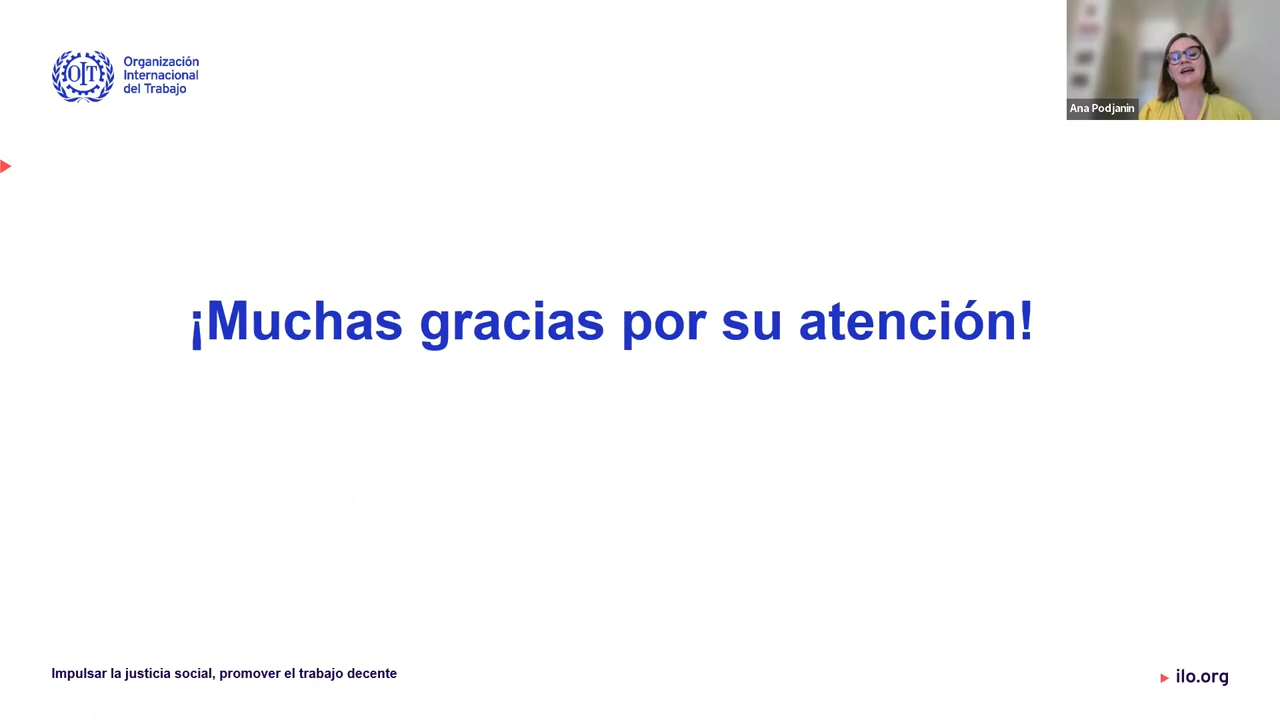 OIT
Organización
Internacional
del Trabajo
Ana Podjanin
¡Muchas gracias por su atención!
Impulsar la justicia social, promover el trabajo decente
ilo.org